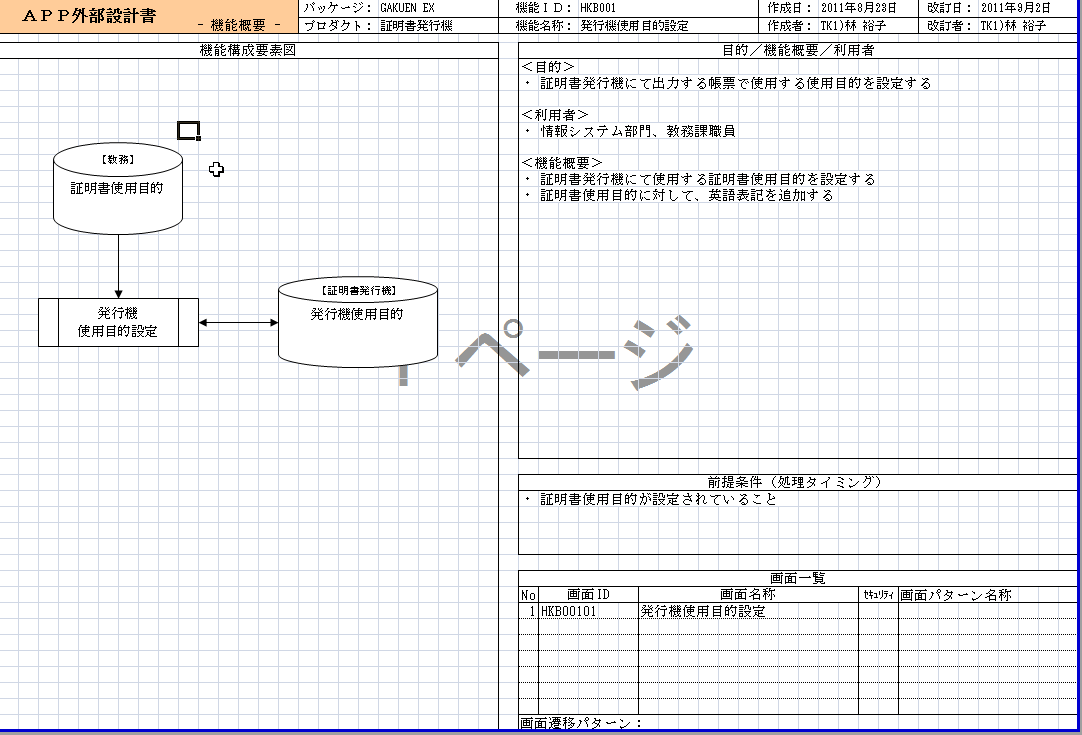 ＡＰＰ外部設計書
- 機能概要 -
パッケージ： GAKUEN EX
プロダクト： 証明書発行機
機能ＩＤ： HKB001
機能名称： 発行機使用目的設定
作成日： 2011年8月23日
作成者： TK1)林 裕子
改訂日： 2011年9月2日
改訂者： TK1)林 裕子
機能構成要素図
【教務】
証明書使用目的
発行機
使用目的設定
【証明書発行機】
発行機使用目的
ページ
目的／機能概要／利用者
＜目的＞
・ 証明書発行機にて出力する帳票で使用する使用目的を設定する
＜利用者＞
・ 情報システム部門、教務課職員
＜機能概要＞
・ 証明書発行機にて使用する証明書使用目的を設定する
・ 証明書使用目的に対して、英語表記を追加する
前提条件（処理タイミング）
・ 証明書使用目的が設定されていること
画面一覧
No 画面ID 画面名称 ｾｷｭﾘﾃｨ 画面パターン名称
1 HKB00101 発行機使用目的設定
画面遷移パターン：